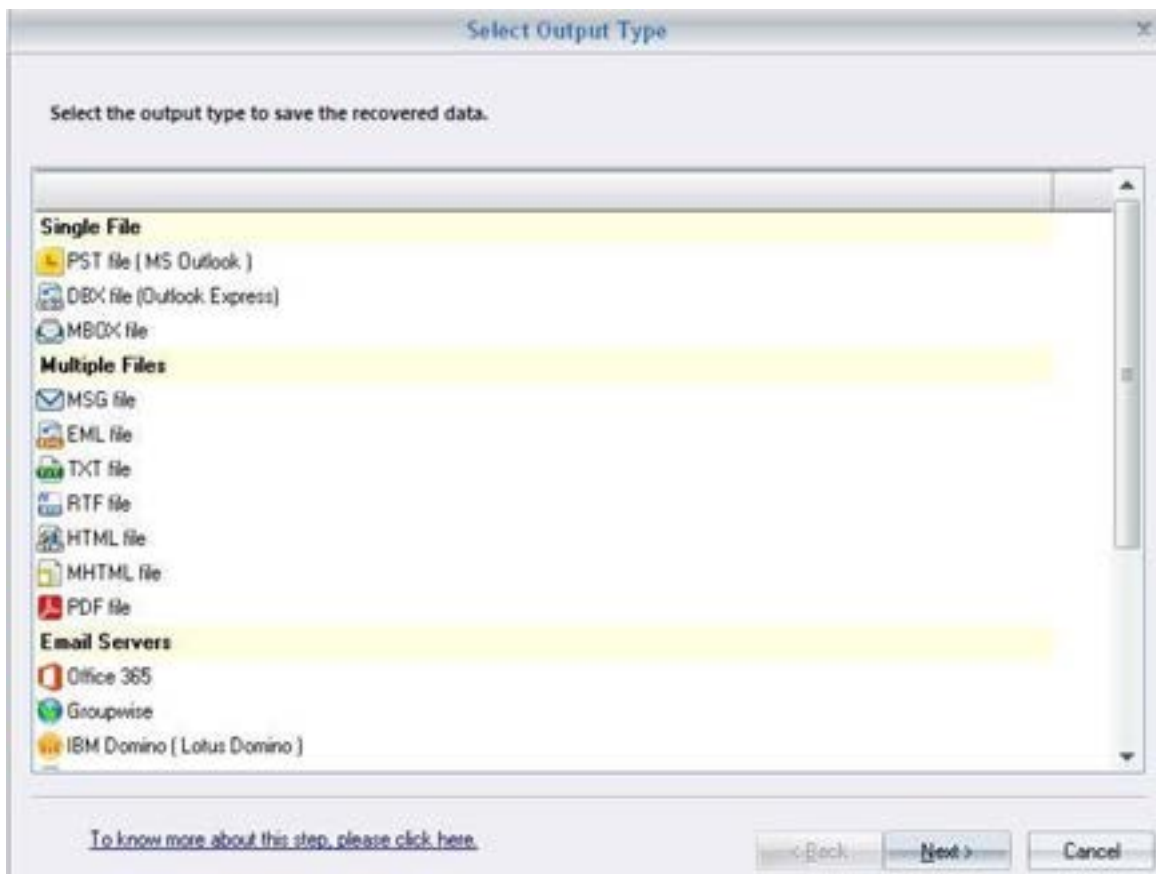 Select Output Type
Select the output type to save the recovered data.
Single File
PST file ( MS Outlook )
DBX file (Outlook Express)
MBOX file
Multiple Files
MSG file
EML file
TXT file
RTF file
HTML file
MHTML file
PDF file
Email Servers
Office 365
Groupwise
IBM Domino ( Lotus Domino )
To know more about this step, please click here.
< Back
Next >
Cancel